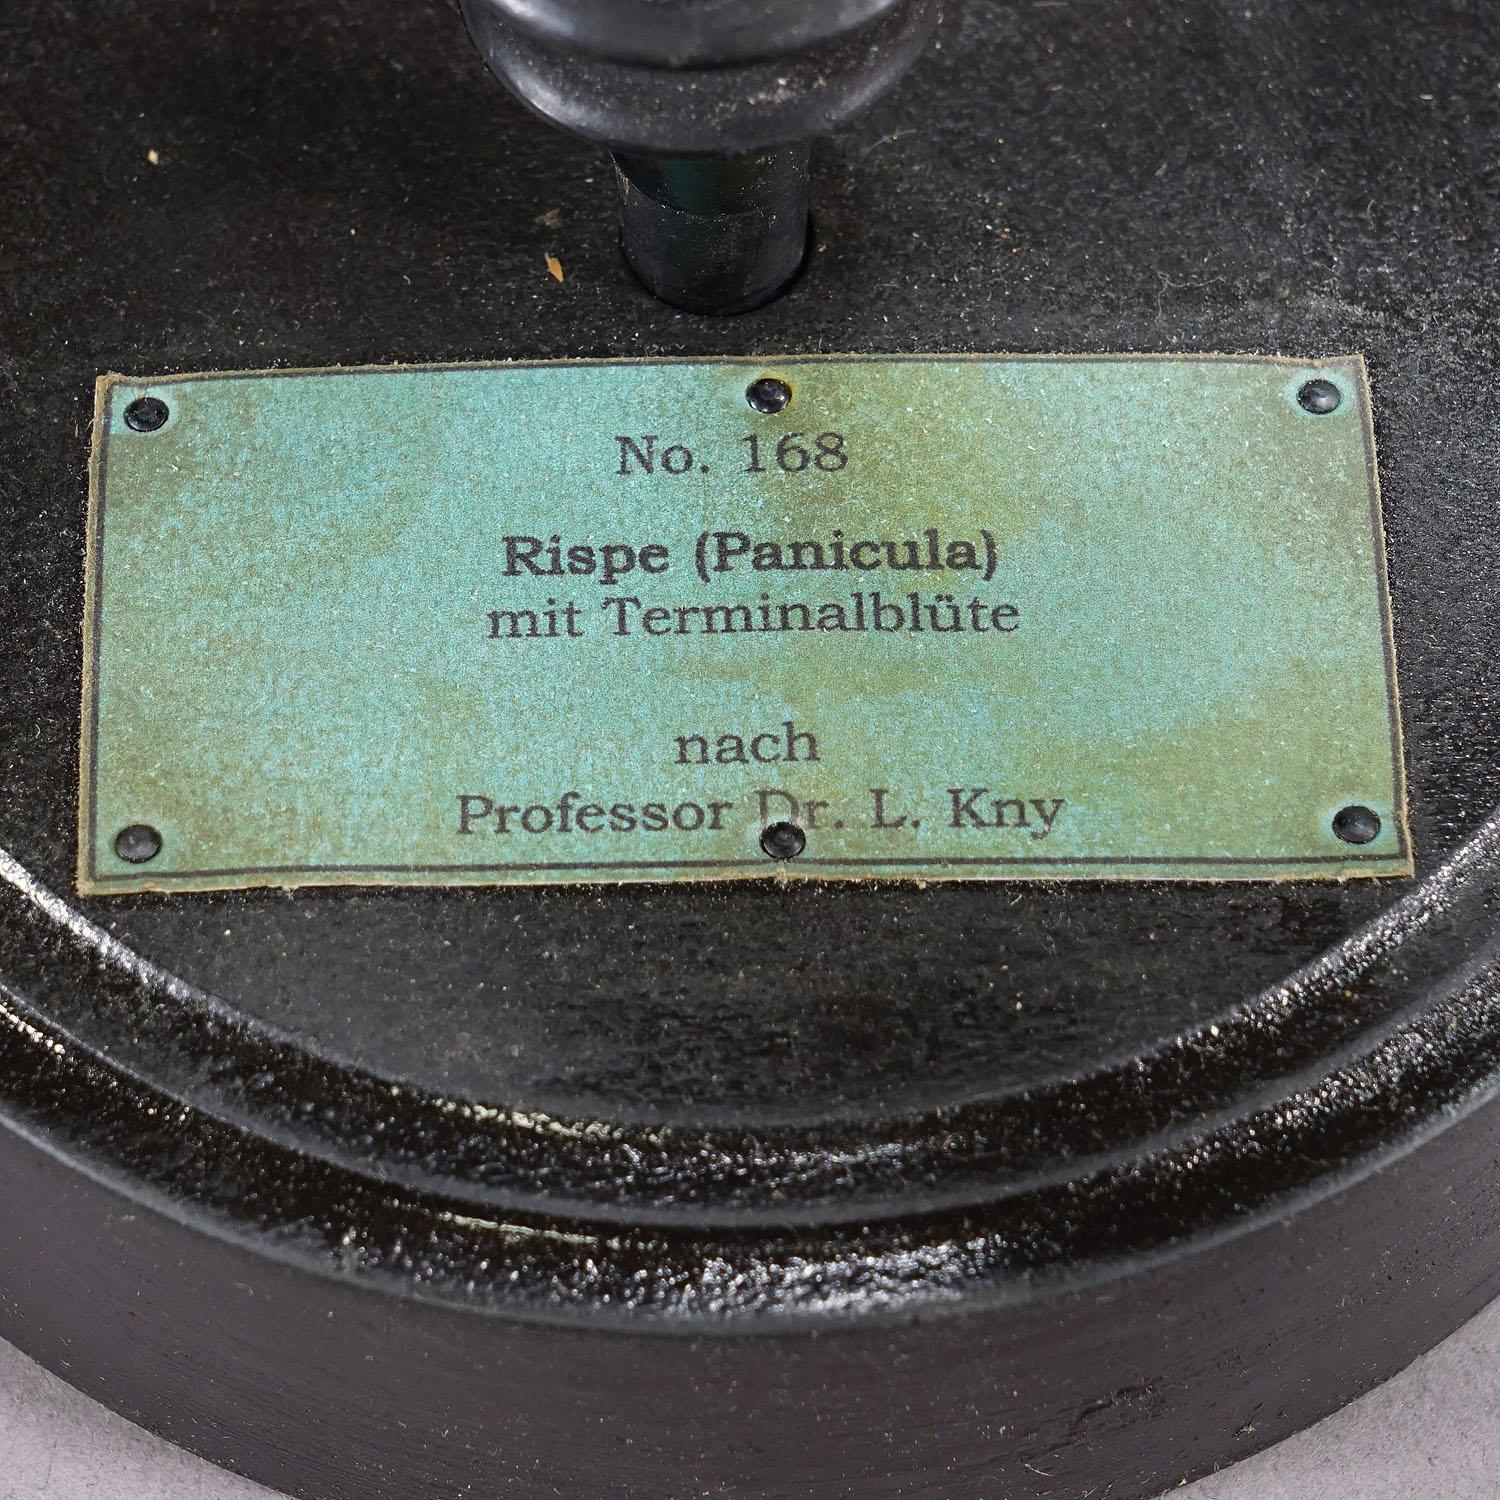 No. 168
Rispe (Panicula)
mit Terminalblüte
nach
Professor Dr. L. Kny